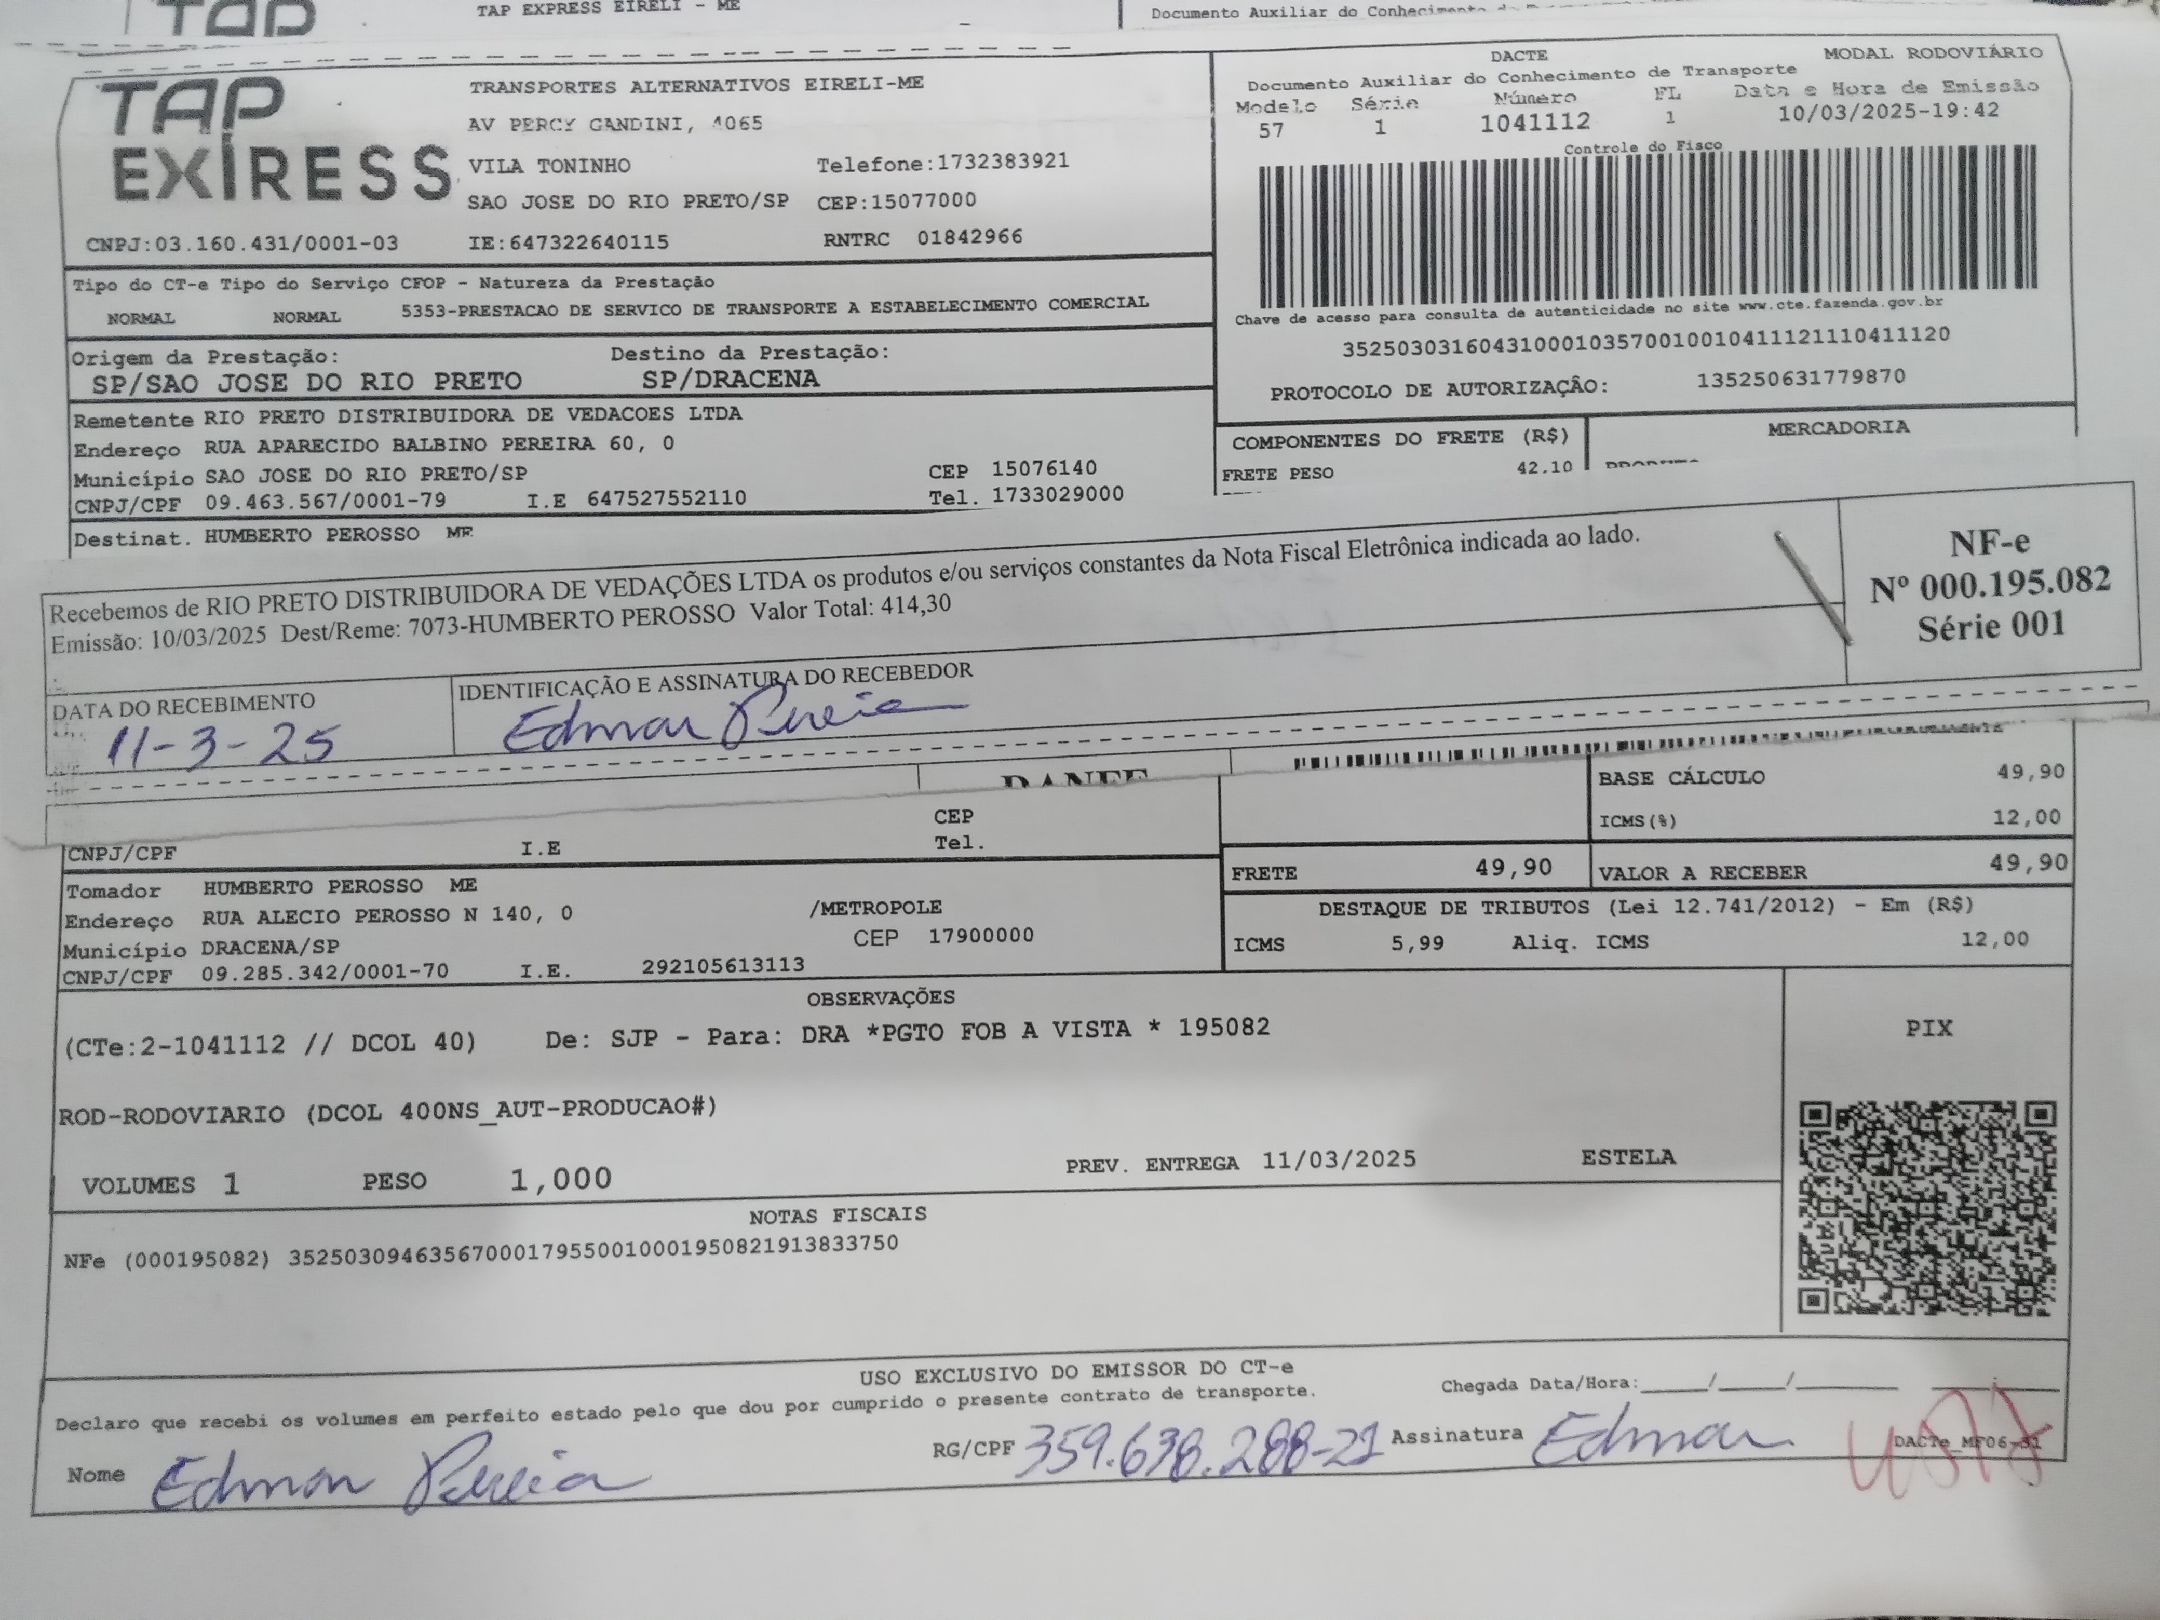 TAP
TAP EXPRESS EIRELI - ME
Documento Auxiliar do Conhecimento
TAP
EXPRESS
TRANSPORTES ALTERNATIVOS EIRELI-ME
AV PERCY GANDINI, 4065
VILA TONINHO Telefone:1732383921
SAO JOSE DO RIO PRETO/SP CEP:15077000
CNPJ:03.160.431/0001-03 IE:647322640115 RNTRC 01842966
DACTE MODAL RODOVIÁRIO
Documento Auxiliar do Conhecimento de Transporte
Modelo Série Número FL Data e Hora de Emissão
57 1 1041112 1 10/03/2025-19:42
Controle do Fisco
Chave de acesso para consulta de autenticidade no site www.cte.fazenda.gov.br
35250303160431000103570010010411121110411120
PROTOCOLO DE AUTORIZAÇÃO: 135250631779870
Tipo do CT-e Tipo do Serviço CFOP - Natureza da Prestação
NORMAL NORMAL 5353-PRESTACAO DE SERVICO DE TRANSPORTE A ESTABELECIMENTO COMERCIAL
Origem da Prestação: Destino da Prestação:
SP/SAO JOSE DO RIO PRETO SP/DRACENA
Remetente RIO PRETO DISTRIBUIDORA DE VEDACOES LTDA
Endereço RUA APARECIDO BALBINO PEREIRA 60, 0
Município SAO JOSE DO RIO PRETO/SP CEP 15076140
CNPJ/CPF 09.463.567/0001-79 I.E 647527552110 Tel. 1733029000
Destinat. HUMBERTO PEROSSO ME
COMPONENTES DO FRETE (R$) MERCADORIA
FRETE PESO 42.10
Recebemos de RIO PRETO DISTRIBUIDORA DE VEDAÇÕES LTDA os produtos e/ou serviços constantes da Nota Fiscal Eletrônica indicada ao lado.
Emissão: 10/03/2025 Dest/Reme: 7073-HUMBERTO PEROSSO Valor Total: 414,30
NF-e
Nº 000.195.082
Série 001
DATA DO RECEBIMENTO IDENTIFICAÇÃO E ASSINATURA DO RECEBEDOR
11-3-25 Edmar Pereira
DANFE
CEP
CNPJ/CPF I.E Tel.
BASE CÁLCULO 49,90
ICMS(%) 12,00
FRETE 49,90 VALOR A RECEBER 49,90
Tomador HUMBERTO PEROSSO ME
Endereço RUA ALECIO PEROSSO N 140, 0 /METROPOLE
Município DRACENA/SP CEP 17900000
CNPJ/CPF 09.285.342/0001-70 I.E. 292105613113
DESTAQUE DE TRIBUTOS (Lei 12.741/2012) - Em (R$)
ICMS 5,99 Aliq. ICMS 12,00
OBSERVAÇÕES
(CTe:2-1041112 // DCOL 40) De: SJP - Para: DRA *PGTO FOB A VISTA * 195082
PIX
ROD-RODOVIARIO (DCOL 400NS_AUT-PRODUCAO#)
VOLUMES 1 PESO 1,000 PREV. ENTREGA 11/03/2025 ESTELA
NOTAS FISCAIS
NFe (000195082) 35250309463567000179550010001950821913833750
USO EXCLUSIVO DO EMISSOR DO CT-e
Declaro que recebi os volumes em perfeito estado pelo que dou por cumprido o presente contrato de transporte.
Chegada Data/Hora:____/____/______
Nome Edmar Pereira RG/CPF 359.638.288-21 Assinatura Edmar
DACTe_MF06-31